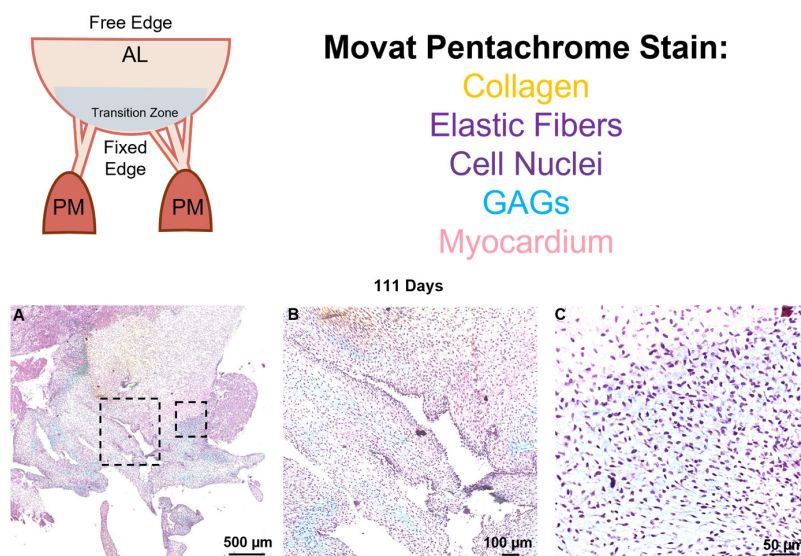 Free Edge
AL
Transition Zone
Fixed
Edge
PM
PM
Movat Pentachrome Stain:
Collagen
Elastic Fibers
Cell Nuclei
GAGs
Myocardium
111 Days
A
B
C
500 µm
100 µm
50 µm